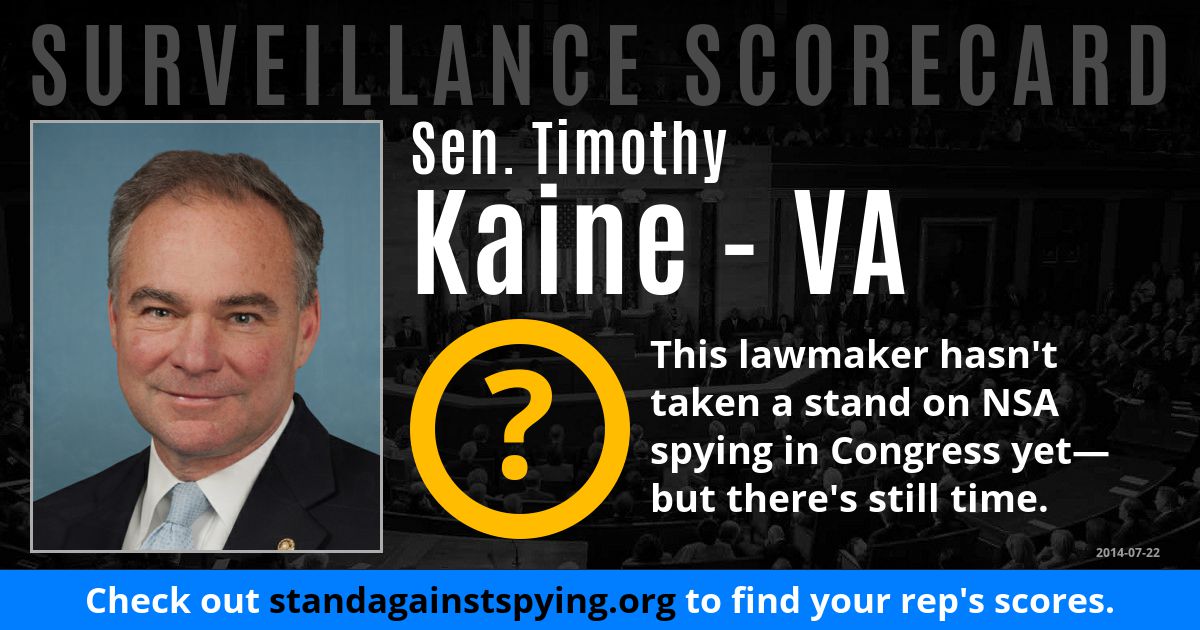 SURVEILLANCE SCORECARD
Sen. Timothy
Kaine - VA
?
This lawmaker hasn't
taken a stand on NSA
spying in Congress yet—
but there's still time.
2014-07-22
Check out standagainstspying.org to find your rep's scores.